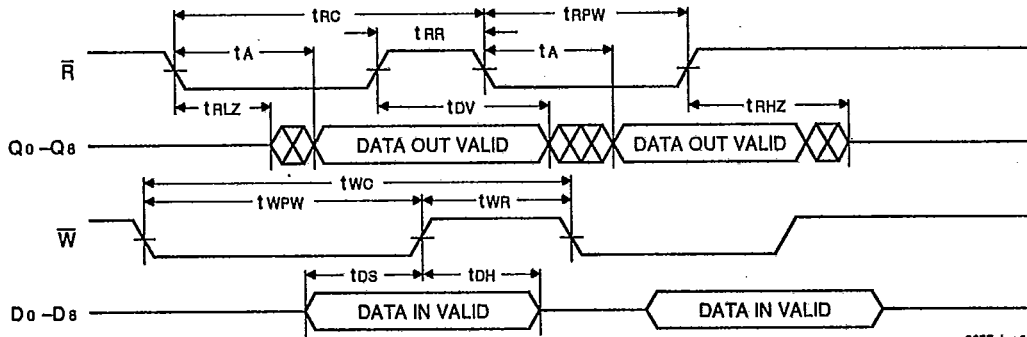 tRC tRPW
tRR
tA tA
R̅
tRLZ tDV tRHZ
Q0–Q8 DATA OUT VALID DATA OUT VALID
tWC
tWPW tWR
W̅
tDS tDH
D0–D8 DATA IN VALID DATA IN VALID